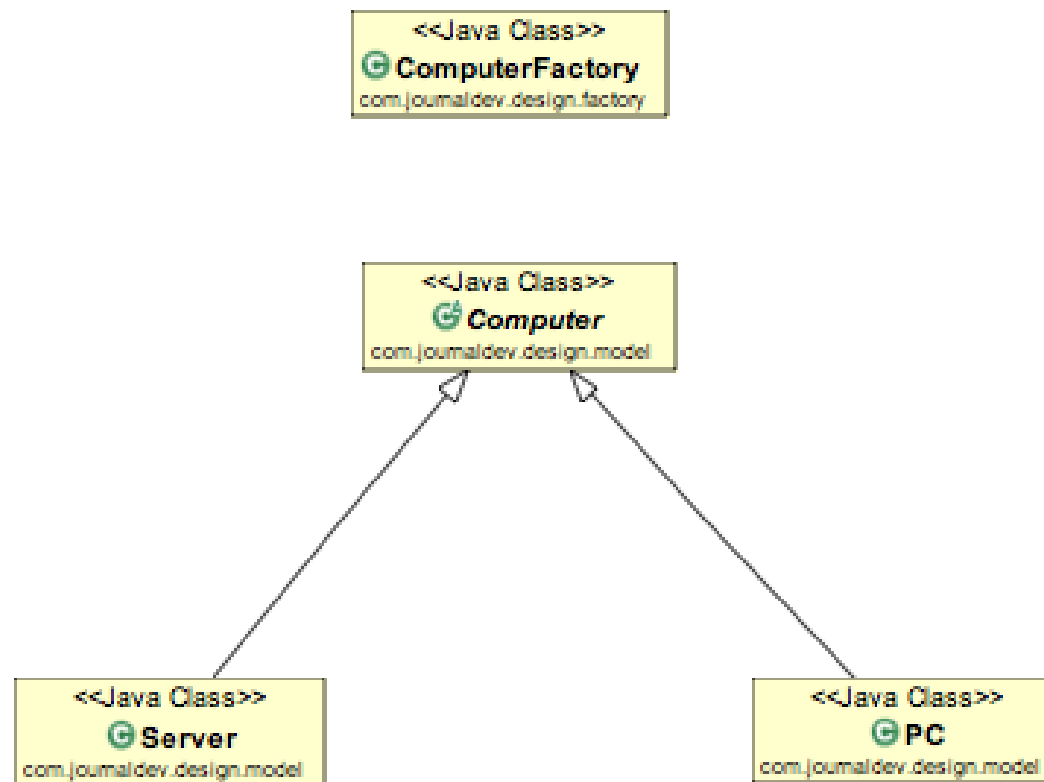 <<Java Class>>
ComputerFactory
com.journaldev.design.factory
<<Java Class>>
Computer
com.journaldev.design.model
<<Java Class>>
Server
com.journaldev.design.model
<<Java Class>>
PC
com.journaldev.design.model